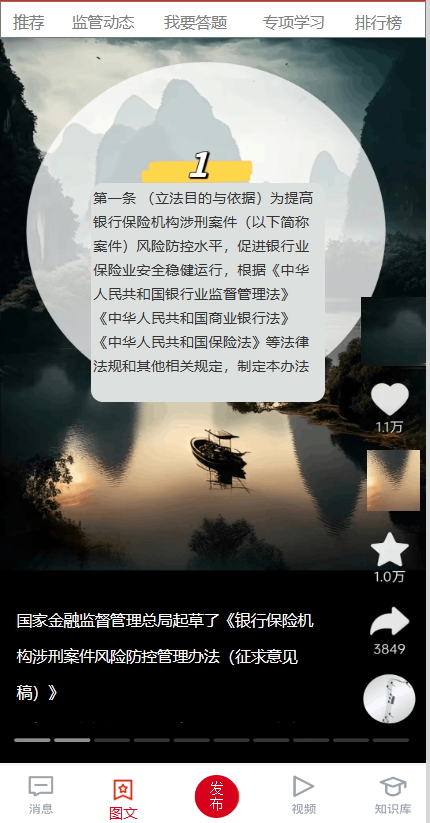 推荐 监管动态 我要答题 专项学习 排行榜
1
第一条 （立法目的与依据）为提高
银行保险机构涉刑案件（以下简称
案件）风险防控水平，促进银行业
保险业安全稳健运行，根据《中华
人民共和国银行业监督管理法》
《中华人民共和国商业银行法》
《中华人民共和国保险法》等法律
法规和其他相关规定，制定本办法
1.1万
1.0万
3849
国家金融监督管理总局起草了《银行保险机
构涉刑案件风险防控管理办法（征求意见
稿）》
消息 图文 发布 视频 知识库